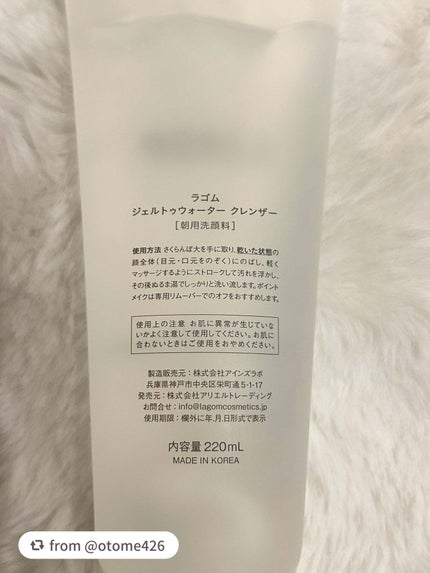 ラゴム
ジェルトゥウォーター クレンザー
［朝用洗顔料］
使用方法 さくらんぼ大を手に取り、乾いた状態の
顔全体（目元・口元をのぞく）にのばし、軽く
マッサージするようにストロークして汚れを浮かし、
その後ぬるま湯でしっかりと洗い流します。ポイント
メイクは専用リムーバーでのオフをおすすめします。
使用上の注意 お肌に異常が生じていな
いかよく注意して使用してください。お肌に
合わないときはご使用をおやめください。
製造販売元：株式会社アインズラボ
兵庫県神戸市中央区栄町通5-1-17
発売元：株式会社アリエルトレーディング
お問合せ：info@lagomcosmetics.jp
使用期限：欄外に年,月,日形式で表示
内容量 220mL
MADE IN KOREA
from @otome426